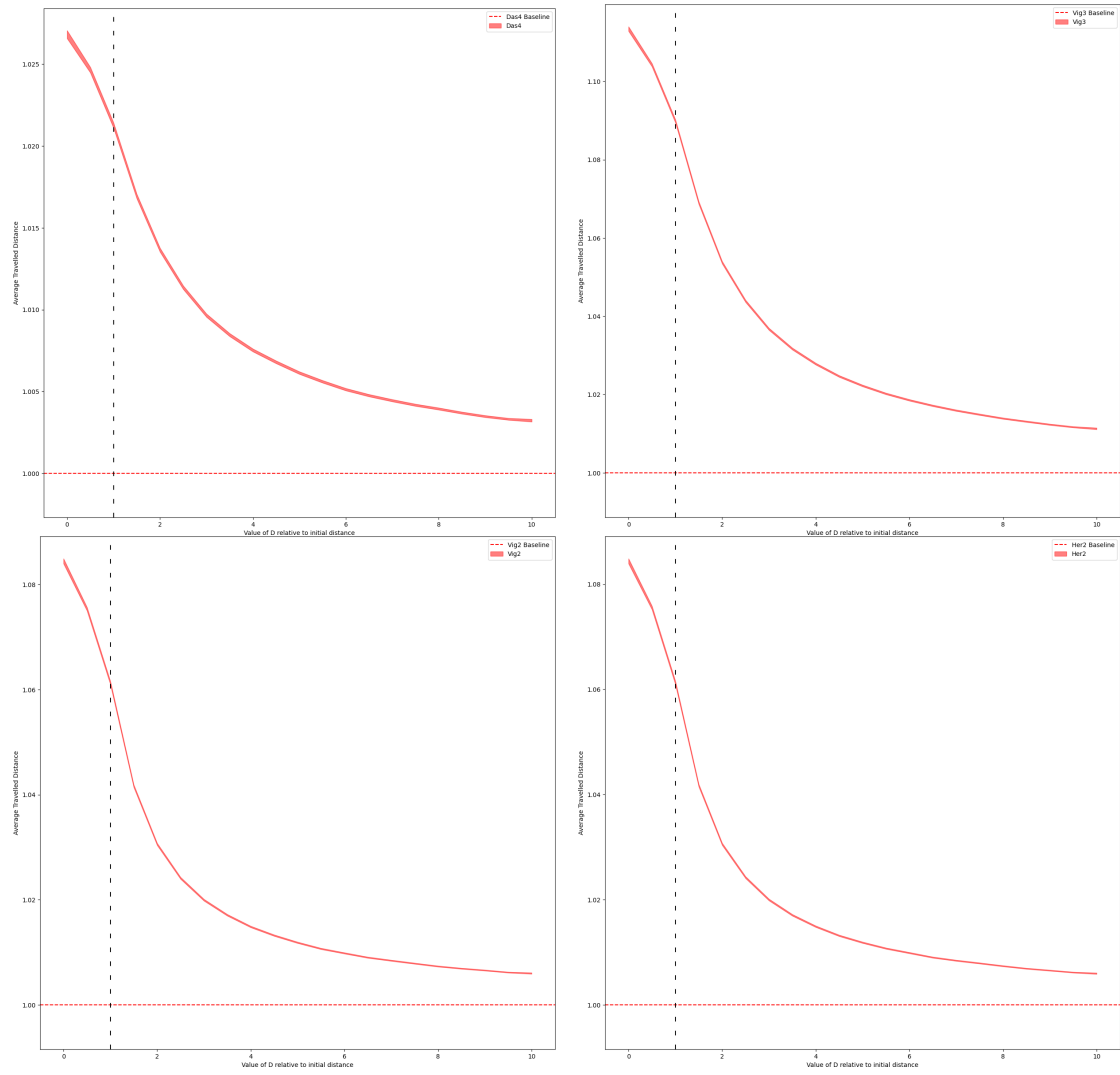 Das4 Baseline
Das4
1.025
1.020
1.015
1.010
1.005
1.000
Average Travelled Distance
0
2
4
6
8
10
Value of D relative to initial distance
Vig3 Baseline
Vig3
1.10
1.08
1.06
1.04
1.02
1.00
Average Travelled Distance
0
2
4
6
8
10
Value of D relative to initial distance
Vig2 Baseline
Vig2
1.08
1.06
1.04
1.02
1.00
Average Travelled Distance
0
2
4
6
8
10
Value of D relative to initial distance
Her2 Baseline
Her2
1.08
1.06
1.04
1.02
1.00
Average Travelled Distance
0
2
4
6
8
10
Value of D relative to initial distance